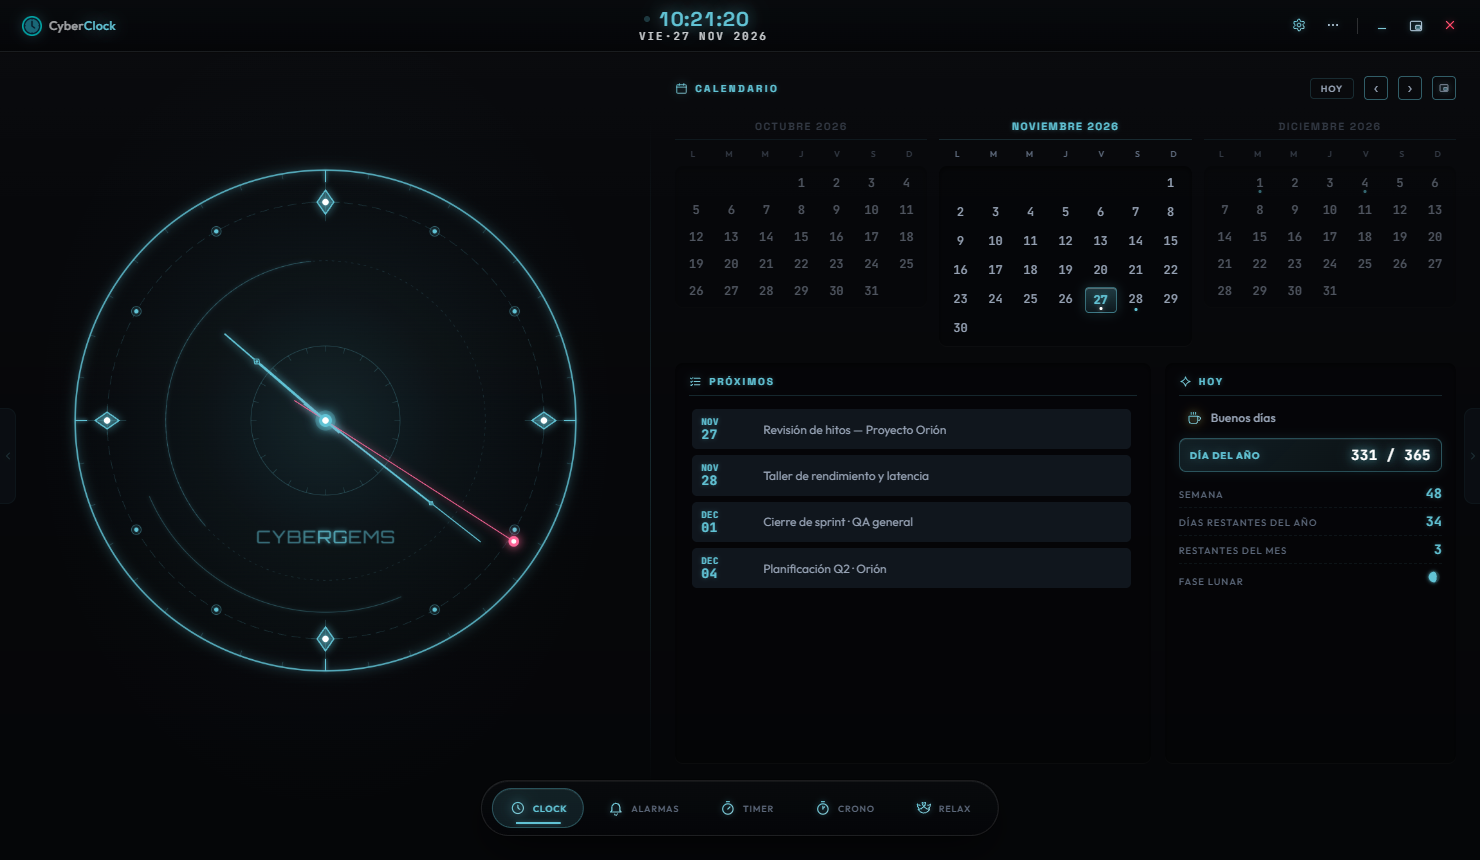 CyberClock
10:21:20
VIE·27 NOV 2026
CALENDARIO
HOY
OCTUBRE 2026
L M M J V S D
1 2 3 4
5 6 7 8 9 10 11
12 13 14 15 16 17 18
19 20 21 22 23 24 25
26 27 28 29 30 31
NOVIEMBRE 2026
L M M J V S D
1
2 3 4 5 6 7 8
9 10 11 12 13 14 15
16 17 18 19 20 21 22
23 24 25 26 27 28 29
30
DICIEMBRE 2026
L M M J V S D
1 2 3 4 5 6
7 8 9 10 11 12 13
14 15 16 17 18 19 20
21 22 23 24 25 26 27
28 29 30 31
CYBERGEMS
PRÓXIMOS
NOV
27
Revisión de hitos — Proyecto Orión
NOV
28
Taller de rendimiento y latencia
DEC
01
Cierre de sprint · QA general
DEC
04
Planificación Q2 · Orión
HOY
Buenos días
DÍA DEL AÑO 331 / 365
SEMANA 48
DÍAS RESTANTES DEL AÑO 34
RESTANTES DEL MES 3
FASE LUNAR
CLOCK
ALARMAS
TIMER
CRONO
RELAX